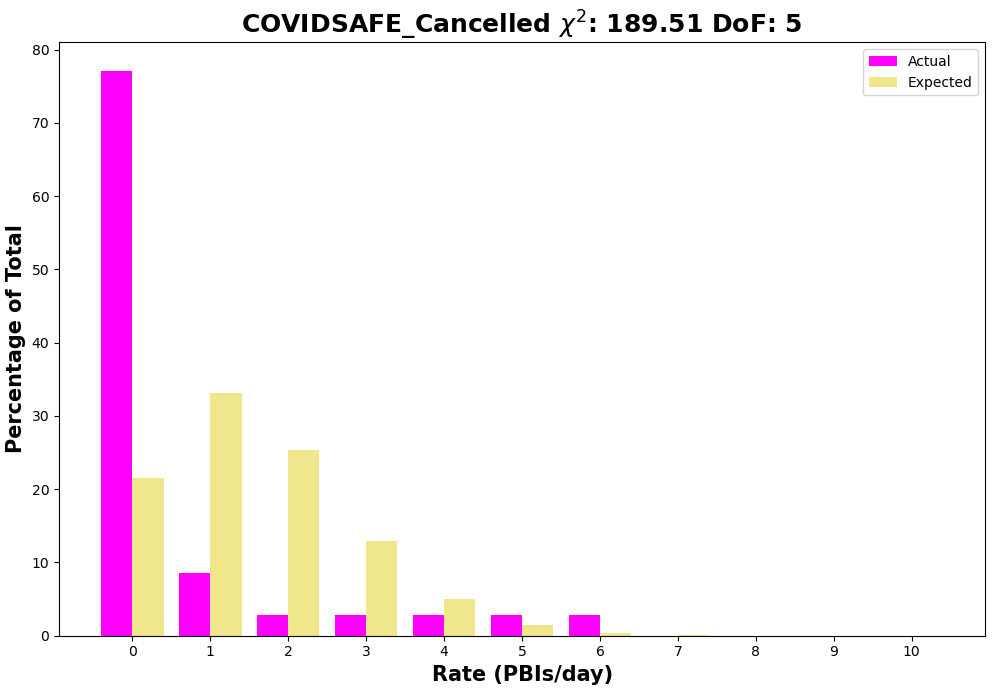 COVIDSAFE_Cancelled χ²: 189.51 DoF: 5
Actual
Expected
Percentage of Total
80
70
60
50
40
30
20
10
0
0 1 2 3 4 5 6 7 8 9 10
Rate (PBIs/day)